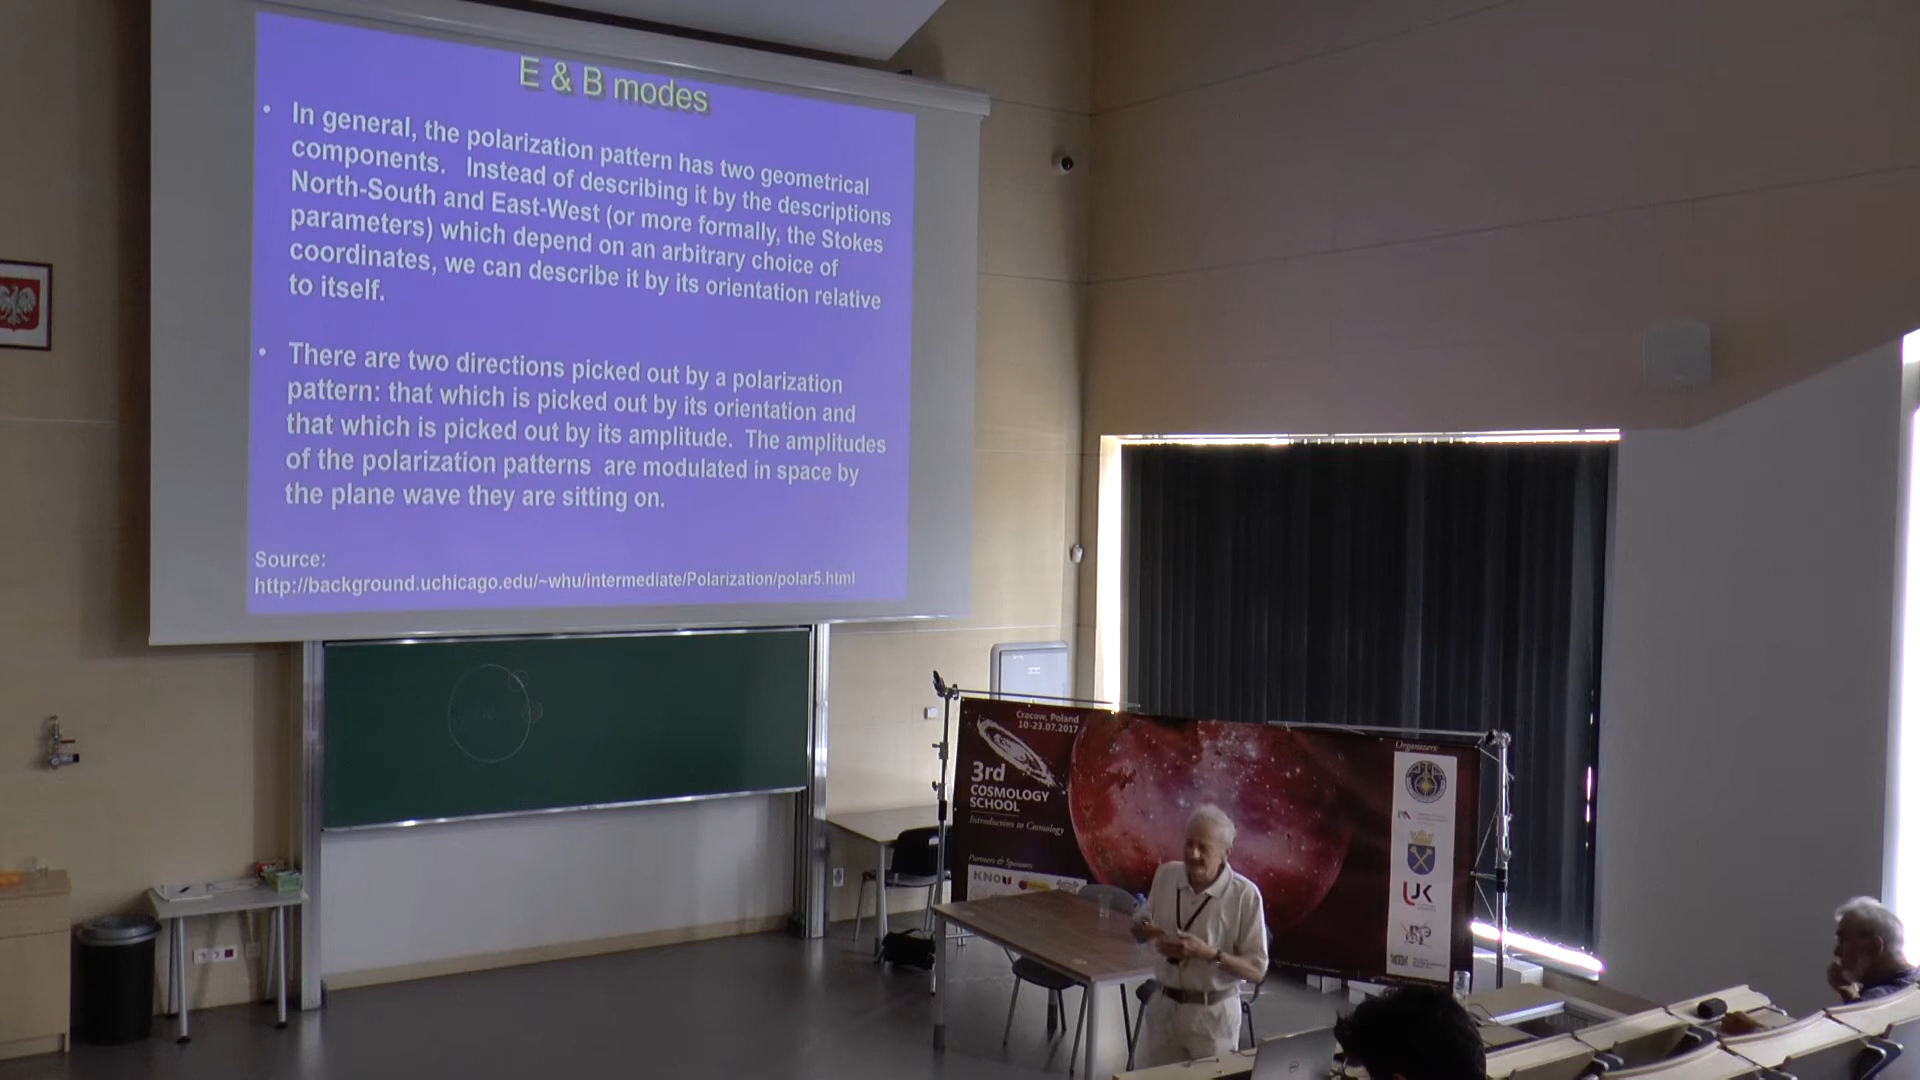 E & B modes
• In general, the polarization pattern has two geometrical
components. Instead of describing it by the descriptions
North-South and East-West (or more formally, the Stokes
parameters) which depend on an arbitrary choice of
coordinates, we can describe it by its orientation relative
to itself.
• There are two directions picked out by a polarization
pattern: that which is picked out by its orientation and
that which is picked out by its amplitude. The amplitudes
of the polarization patterns are modulated in space by
the plane wave they are sitting on.
Source:
http://background.uchicago.edu/~whu/intermediate/Polarization/polar5.html
Cracow, Poland
10-23.07.2017
3rd
COSMOLOGY
SCHOOL
Introduction to Cosmology
Partners & Sponsors
KNOW
Organizers:
UJK